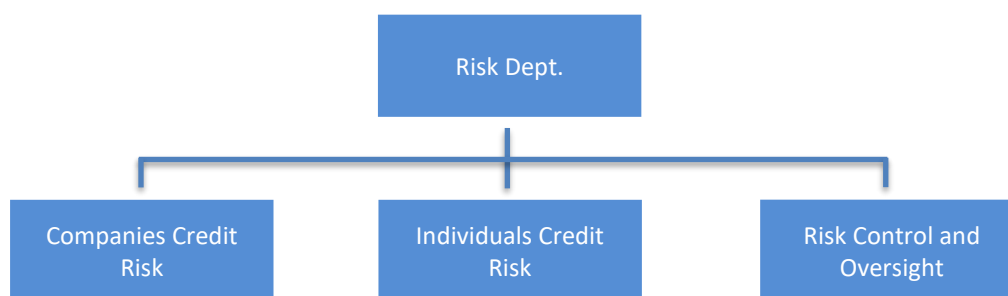 Risk Dept.
Companies Credit
Risk
Individuals Credit
Risk
Risk Control and
Oversight